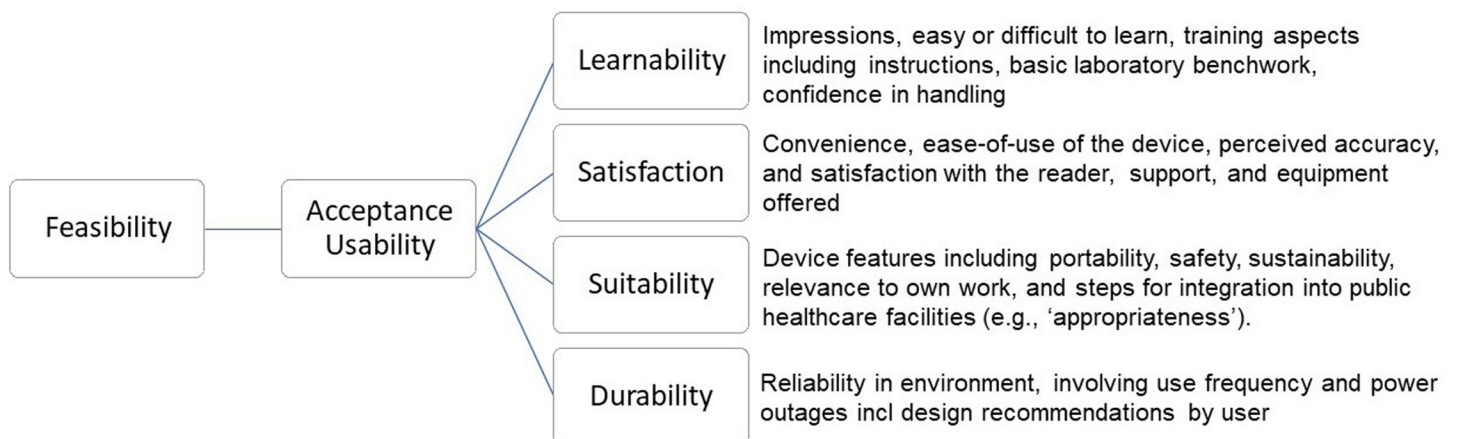 Feasibility
Acceptance
Usability
Learnability
Impressions, easy or difficult to learn, training aspects
including instructions, basic laboratory benchwork,
confidence in handling
Satisfaction
Convenience, ease-of-use of the device, perceived accuracy,
and satisfaction with the reader, support, and equipment
offered
Suitability
Device features including portability, safety, sustainability,
relevance to own work, and steps for integration into public
healthcare facilities (e.g., ‘appropriateness’).
Durability
Reliability in environment, involving use frequency and power
outages incl design recommendations by user